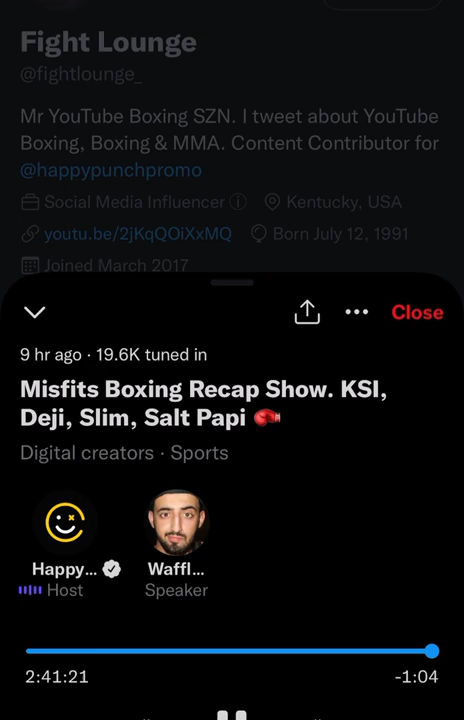 Fight Lounge
@fightlounge_
Mr YouTube Boxing SZN. I tweet about YouTube
Boxing, Boxing & MMA. Content Contributor for
@happypunchpromo
Social Media Influencer Kentucky, USA
youtu.be/2jKqQOiXxMQ Born July 12, 1991
Joined March 2017
Close
9 hr ago · 19.6K tuned in
Misfits Boxing Recap Show. KSI,
Deji, Slim, Salt Papi 🥊
Digital creators · Sports
Happy... Waffl...
Host Speaker
2:41:21 -1:04